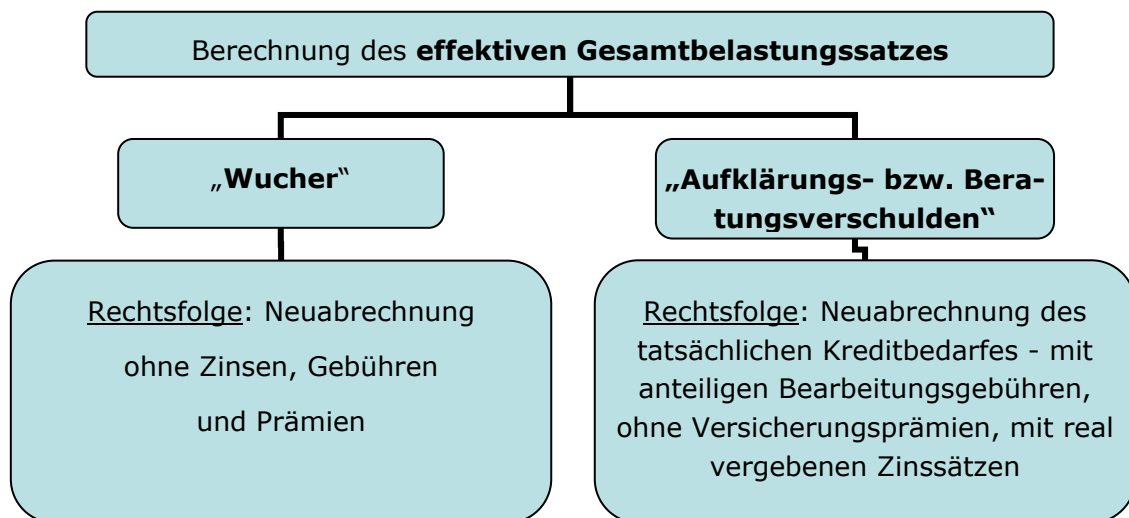 Berechnung des effektiven Gesamtbelastungssatzes
„Wucher“
„Aufklärungs- bzw. Bera-
tungsverschulden“
Rechtsfolge: Neuabrechnung
ohne Zinsen, Gebühren
und Prämien
Rechtsfolge: Neuabrechnung des
tatsächlichen Kreditbedarfes - mit
anteiligen Bearbeitungsgebühren,
ohne Versicherungsprämien, mit real
vergebenen Zinssätzen